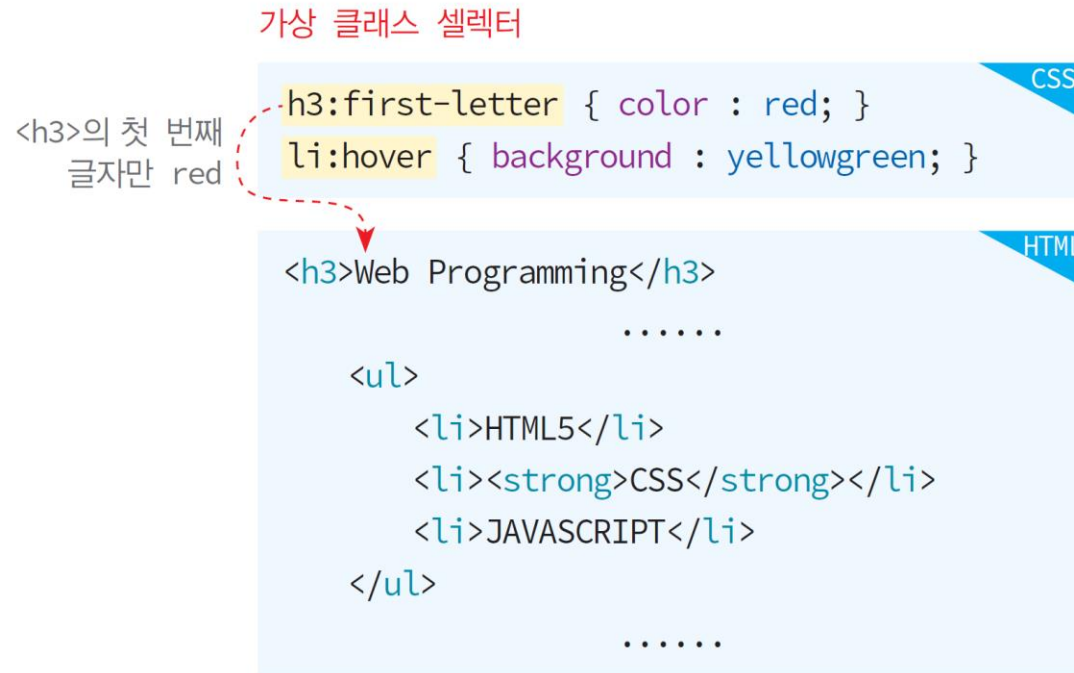 가상 클래스 셀렉터
CSS
h3:first-letter { color : red; }
li:hover { background : yellowgreen; }
<h3>의 첫 번째
글자만 red
HTML
<h3>Web Programming</h3>
......
<ul>
<li>HTML5</li>
<li><strong>CSS</strong></li>
<li>JAVASCRIPT</li>
</ul>
......